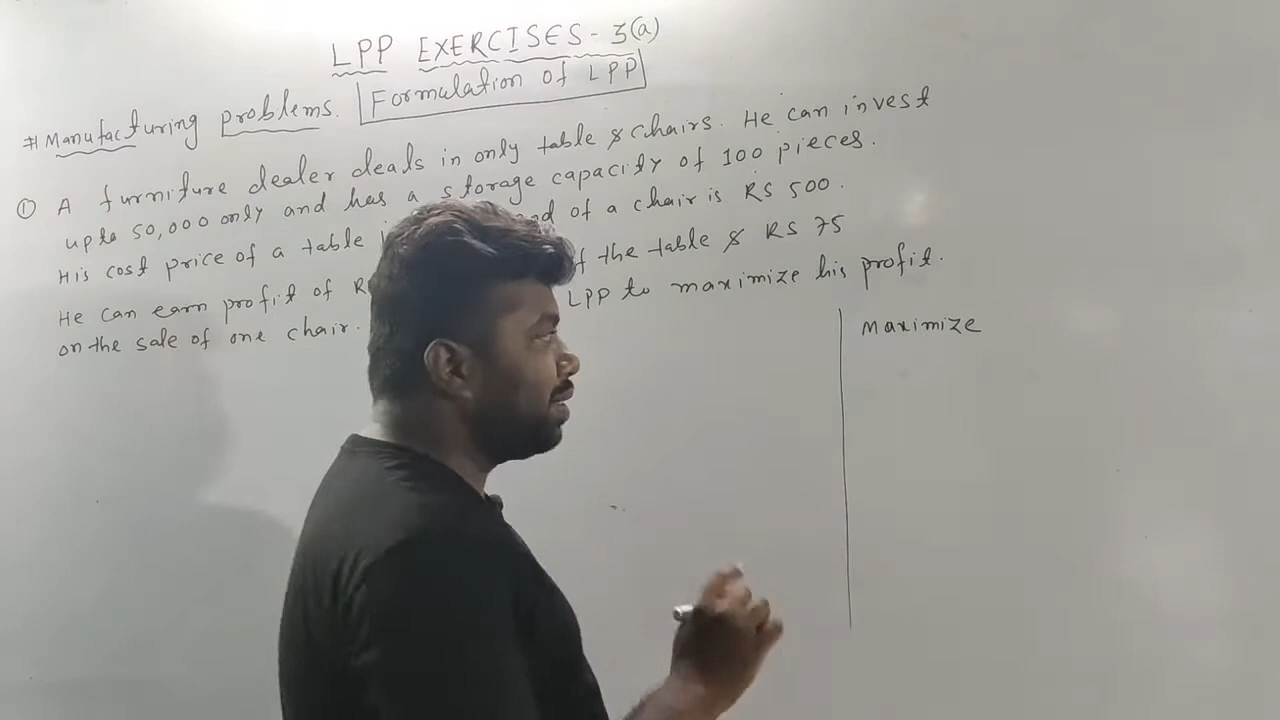 LPP EXERCISES - 3(a)
Formulation of LPP
# Manufacturing problems.
① A furniture dealer deals in only table & chairs. He can invest
upto 50,000 only and has a storage capacity of 100 pieces.
His cost price of a table of a chair is RS 500.
He can earn profit of the table & RS 75
on the sale of one chair. LPP to maximize his profit.
Maximize